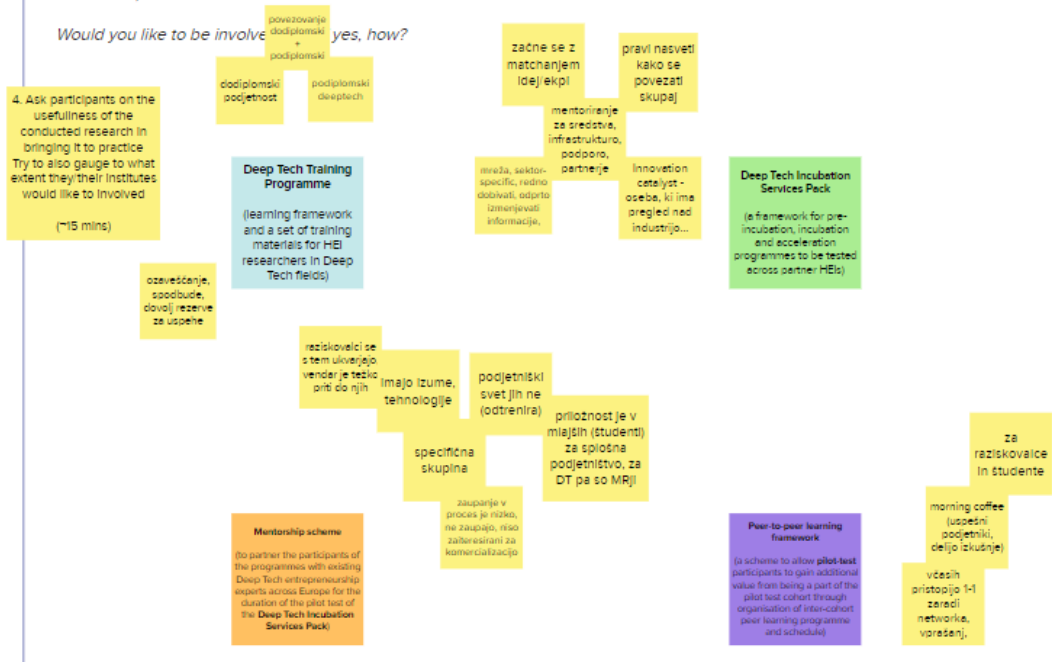 Would you like to be involve
yes, how?
povezovanje
dodiplomski
+
podiplomski
dodiplomski
podjetnost
podiplomski
deeptech
začne se z
matchanjem
idej/ekpi
pravi nasveti
kako se
povezati
skupaj
mentoriranje
za sredstva,
infrastrukturo,
podporo,
partnerje
mreža, sektor-
specific, redno
dobivati, odprto
izmenjevati
informacije,
Innovation
catalyst -
oseba, ki ima
pregled nad
industrijo...
4. Ask participants on the
usefullness of the
conducted research in
bringing it to practice
Try to also gauge to what
extent they/their institutes
would like to involved
(~15 mins)
Deep Tech Training
Programme
(learning framework
and a set of training
materials for HEI
researchers in Deep
Tech fields)
Deep Tech Incubation
Services Pack
(a framework for pre-
incubation, incubation
and acceleration
programmes to be tested
across partner HEIs)
ozaveščanje,
spodbude,
dovolj rezerve
za uspehe
raziskovalci se
s tem ukvarjajo,
vendar je težko
priti do njih
imajo izume,
tehnologije
podjetniški
svet jih ne
(odtrenira)
specifična
skupina
priložnost je v
mlajših (študenti)
za splošna
podjetništvo, za
DT pa so MRji
zaupanje v
proces je nizko,
ne zaupajo, niso
zaiteresirani za
komercializacijo
Mentorship scheme
(to partner the participants of
the programmes with existing
Deep Tech entrepreneurship
experts across Europe for the
duration of the pilot test of
the Deep Tech Incubation
Services Pack)
Peer-to-peer learning
framework
(a scheme to allow pilot-test
participants to gain additional
value from being a part of the
pilot test cohort through
organisation of inter-cohort
peer learning programme
and schedule)
za
raziskovalce
in študente
morning coffee
(uspešni
podjetniki,
delijo izkušnje)
včasih
pristopijo 1-1
zaradi
networka,
vprašanj,